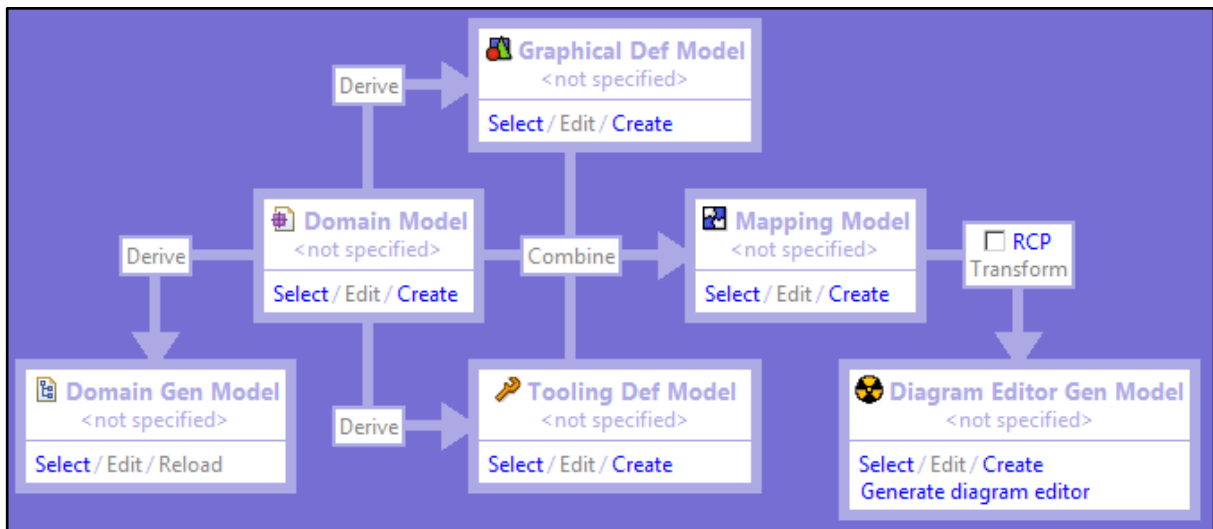 Graphical Def Model
<not specified>
Select / Edit / Create
Derive
Domain Model
<not specified>
Select / Edit / Create
Derive
Combine
Mapping Model
<not specified>
Select / Edit / Create
RCP
Transform
Domain Gen Model
<not specified>
Select / Edit / Reload
Derive
Tooling Def Model
<not specified>
Select / Edit / Create
Diagram Editor Gen Model
<not specified>
Select / Edit / Create
Generate diagram editor